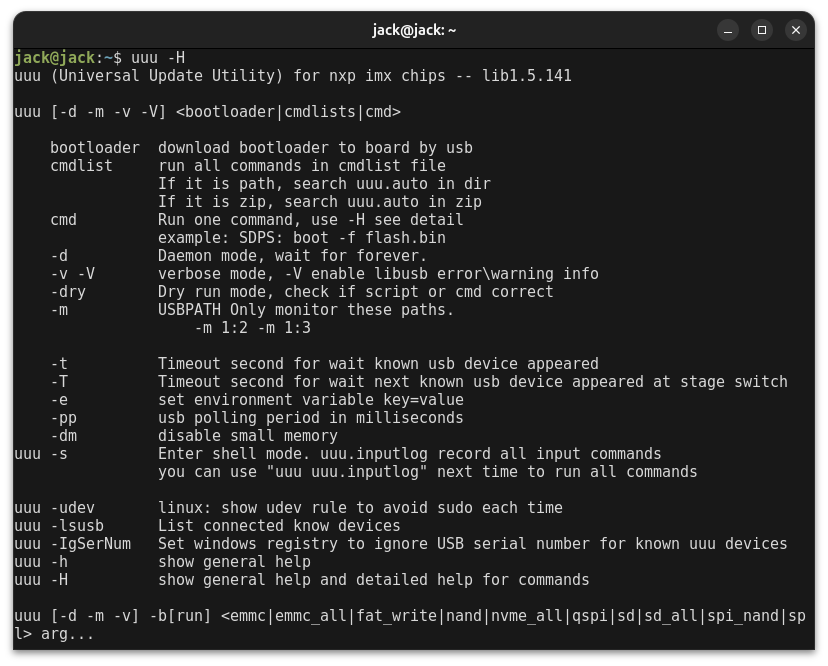 jack@jack: ~
jack@jack:~$ uuu -H
uuu (Universal Update Utility) for nxp imx chips -- lib1.5.141
uuu [-d -m -v -V] <bootloader|cmdlists|cmd>
bootloader  download bootloader to board by usb
cmdlist     run all commands in cmdlist file
If it is path, search uuu.auto in dir
If it is zip, search uuu.auto in zip
cmd         Run one command, use -H see detail
example: SDPS: boot -f flash.bin
-d          Daemon mode, wait for forever.
-v -V       verbose mode, -V enable libusb error\warning info
-dry        Dry run mode, check if script or cmd correct
-m          USBPATH Only monitor these paths.
-m 1:2 -m 1:3
-t          Timeout second for wait known usb device appeared
-T          Timeout second for wait next known usb device appeared at stage switch
-e          set environment variable key=value
-pp         usb polling period in milliseconds
-dm         disable small memory
uuu -s          Enter shell mode. uuu.inputlog record all input commands
you can use "uuu uuu.inputlog" next time to run all commands
uuu -udev       linux: show udev rule to avoid sudo each time
uuu -lsusb      List connected know devices
uuu -IgSerNum   Set windows registry to ignore USB serial number for known uuu devices
uuu -h          show general help
uuu -H          show general help and detailed help for commands
uuu [-d -m -v] -b[run] <emmc|emmc_all|fat_write|nand|nvme_all|qspi|sd|sd_all|spi_nand|sp
l> arg...